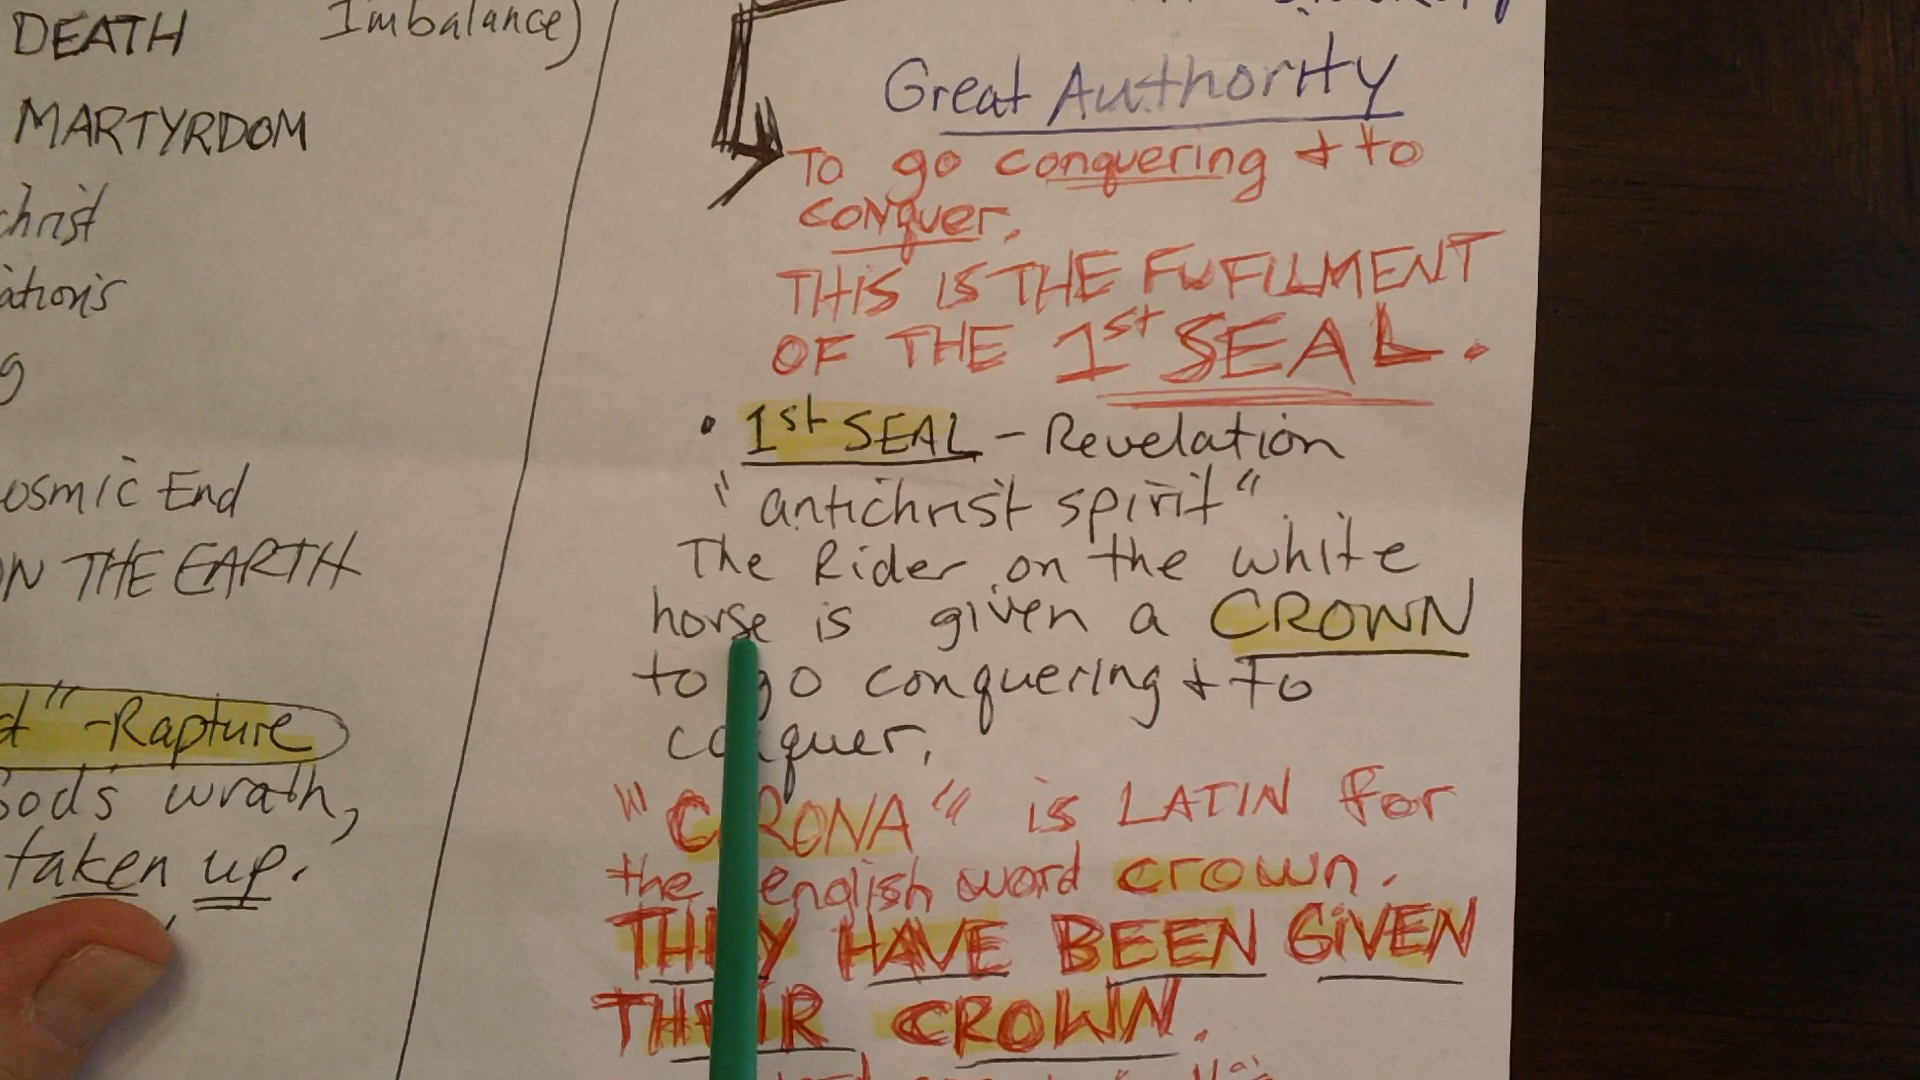 DEATH
Imbalance)
MARTYRDOM
christ
ations
g
osmic End
ON THE EARTH
d" -Rapture
God's wrath,
taken up.
Great Authority
To go conquering & to
conquer.
THIS IS THE FUFILLMENT
OF THE 1st SEAL.
• 1st SEAL - Revelation
"antichrist spirit"
The Rider on the white
horse is given a CROWN
to go conquering & to
conquer.
"CORONA" is LATIN for
the english word crown.
THEY HAVE BEEN GIVEN
THEIR CROWN.